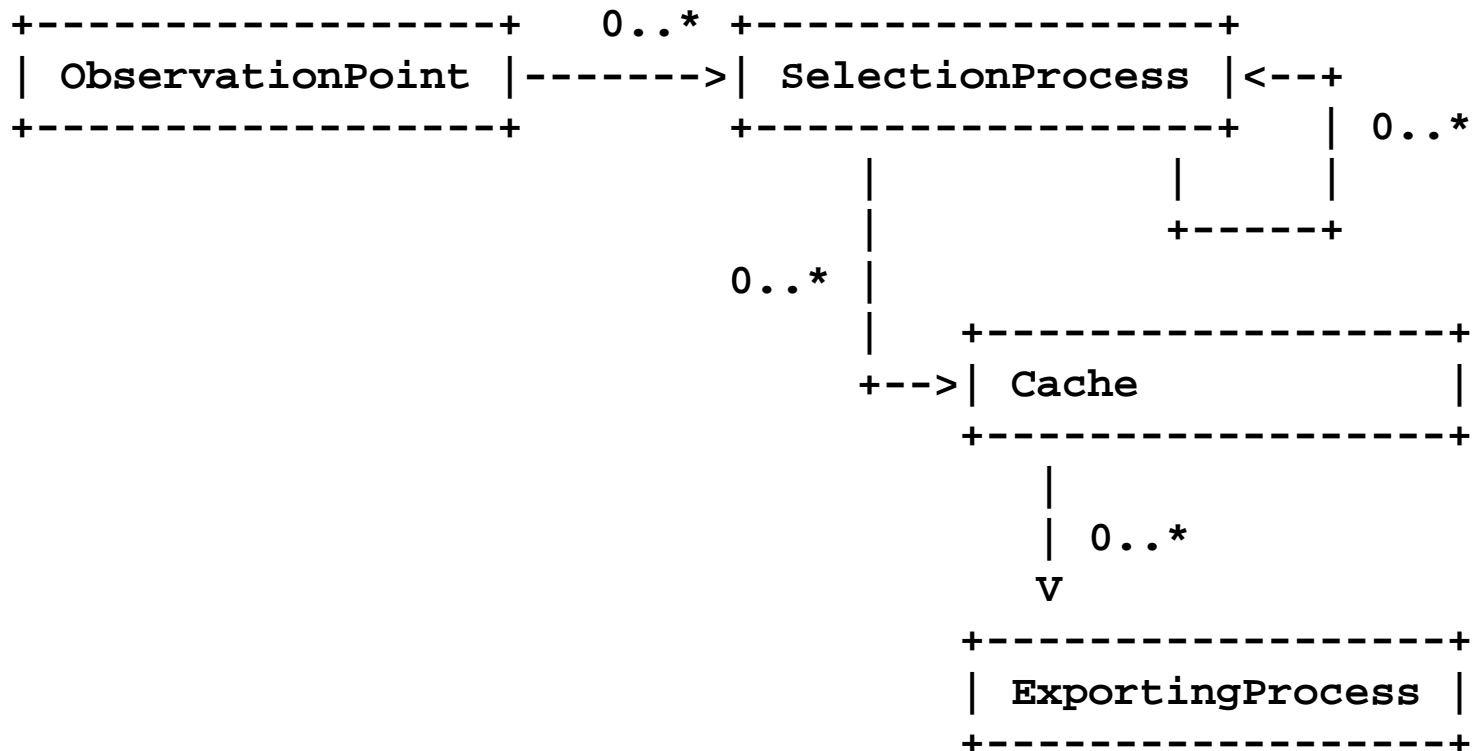 0..*
ObservationPoint SelectionProcess
0..*
0..*
Cache
0..*
V
ExportingProcess